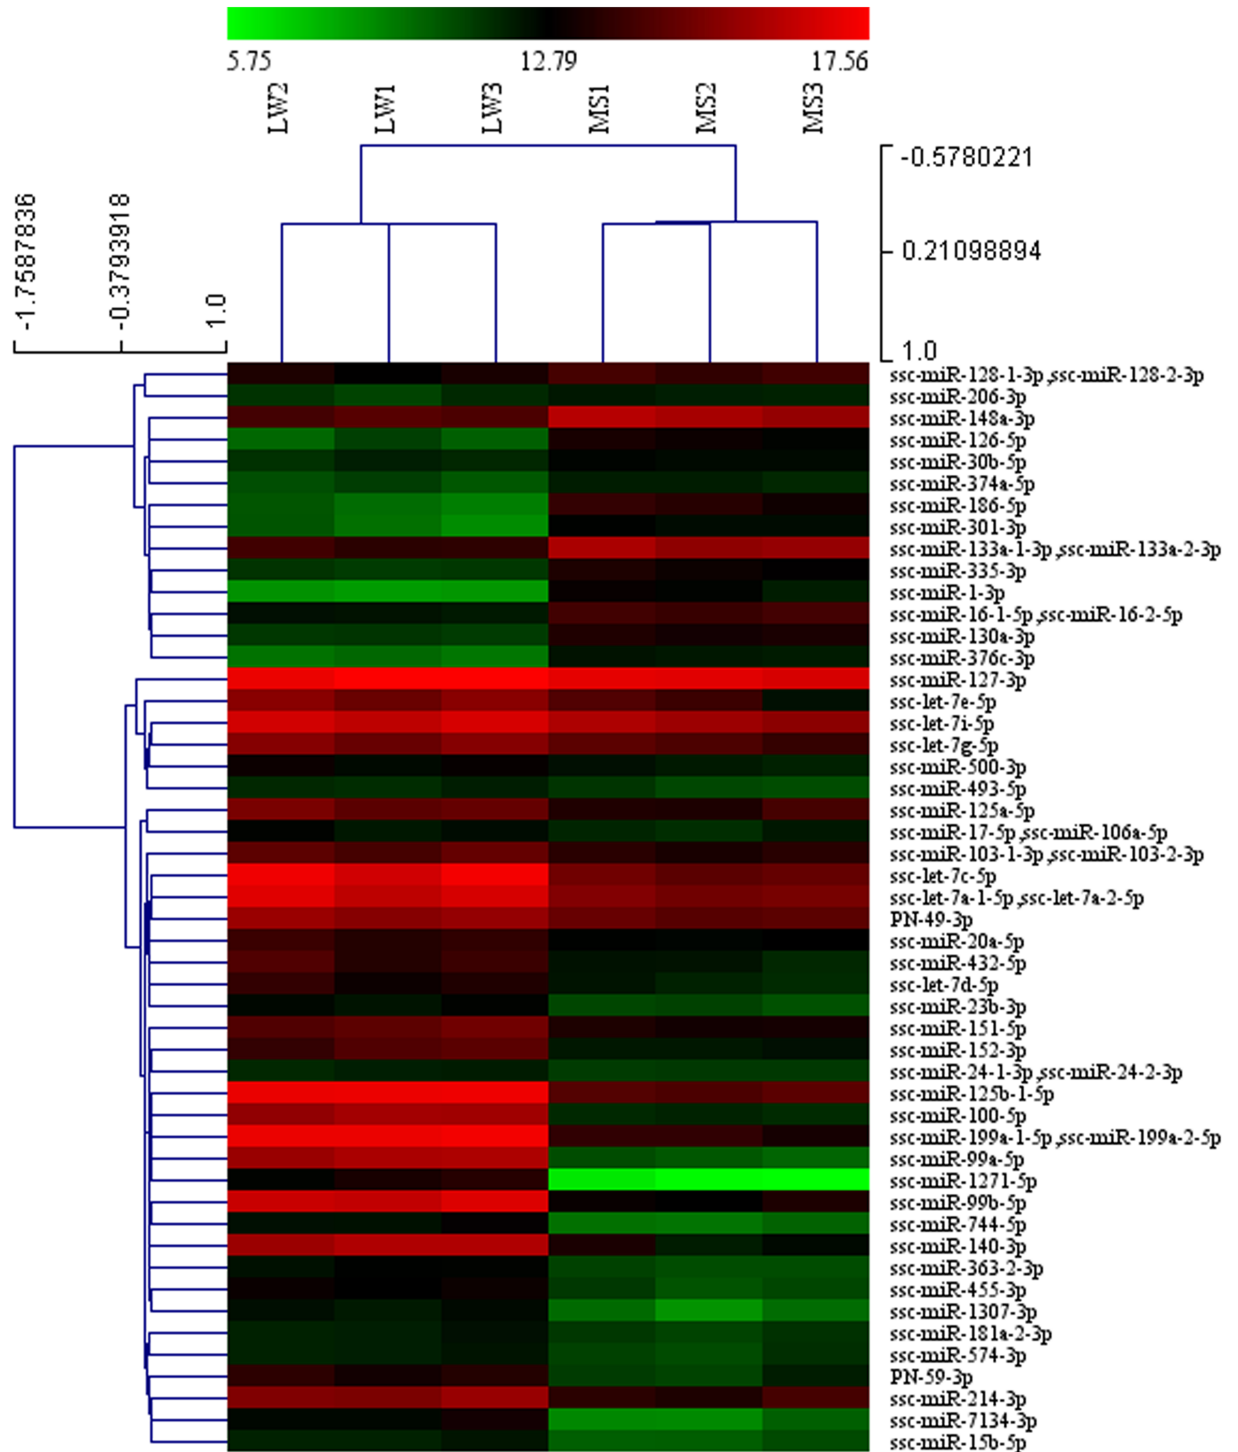 5.75 12.79 17.56
LW2 LW1 LW3 MS1 MS2 MS3
-1.7587836
-0.3793918
1.0
-0.5780221
0.21098894
1.0
ssc-miR-128-1-3p,ssc-miR-128-2-3p
ssc-miR-206-3p
ssc-miR-148a-3p
ssc-miR-126-5p
ssc-miR-30b-5p
ssc-miR-374a-5p
ssc-miR-186-5p
ssc-miR-301-3p
ssc-miR-133a-1-3p,ssc-miR-133a-2-3p
ssc-miR-335-3p
ssc-miR-1-3p
ssc-miR-16-1-5p,ssc-miR-16-2-5p
ssc-miR-130a-3p
ssc-miR-376c-3p
ssc-miR-127-3p
ssc-let-7e-5p
ssc-let-7i-5p
ssc-let-7g-5p
ssc-miR-500-3p
ssc-miR-493-5p
ssc-miR-125a-5p
ssc-miR-17-5p,ssc-miR-106a-5p
ssc-miR-103-1-3p,ssc-miR-103-2-3p
ssc-let-7c-5p
ssc-let-7a-1-5p,ssc-let-7a-2-5p
PN-49-3p
ssc-miR-20a-5p
ssc-miR-432-5p
ssc-let-7d-5p
ssc-miR-23b-3p
ssc-miR-151-5p
ssc-miR-152-3p
ssc-miR-24-1-3p,ssc-miR-24-2-3p
ssc-miR-125b-1-5p
ssc-miR-100-5p
ssc-miR-199a-1-5p,ssc-miR-199a-2-5p
ssc-miR-99a-5p
ssc-miR-1271-5p
ssc-miR-99b-5p
ssc-miR-744-5p
ssc-miR-140-3p
ssc-miR-363-2-3p
ssc-miR-455-3p
ssc-miR-1307-3p
ssc-miR-181a-2-3p
ssc-miR-574-3p
PN-59-3p
ssc-miR-214-3p
ssc-miR-7134-3p
ssc-miR-15b-5p